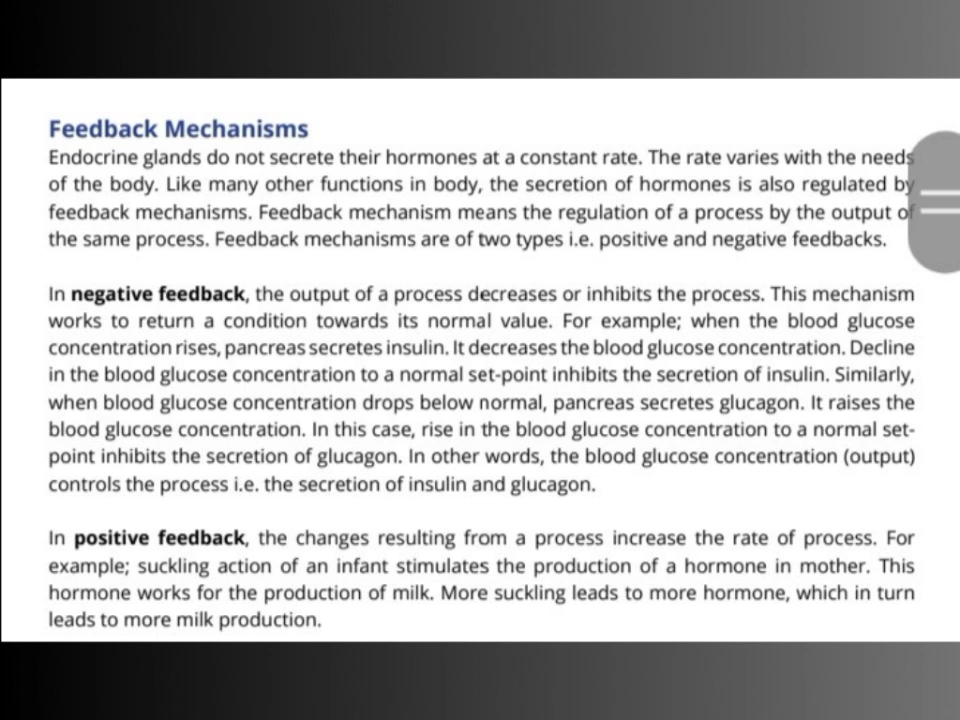 Feedback Mechanisms
Endocrine glands do not secrete their hormones at a constant rate. The rate varies with the needs
of the body. Like many other functions in body, the secretion of hormones is also regulated by
feedback mechanisms. Feedback mechanism means the regulation of a process by the output of
the same process. Feedback mechanisms are of two types i.e. positive and negative feedbacks.
In negative feedback, the output of a process decreases or inhibits the process. This mechanism
works to return a condition towards its normal value. For example; when the blood glucose
concentration rises, pancreas secretes insulin. It decreases the blood glucose concentration. Decline
in the blood glucose concentration to a normal set-point inhibits the secretion of insulin. Similarly,
when blood glucose concentration drops below normal, pancreas secretes glucagon. It raises the
blood glucose concentration. In this case, rise in the blood glucose concentration to a normal set-
point inhibits the secretion of glucagon. In other words, the blood glucose concentration (output)
controls the process i.e. the secretion of insulin and glucagon.
In positive feedback, the changes resulting from a process increase the rate of process. For
example; suckling action of an infant stimulates the production of a hormone in mother. This
hormone works for the production of milk. More suckling leads to more hormone, which in turn
leads to more milk production.